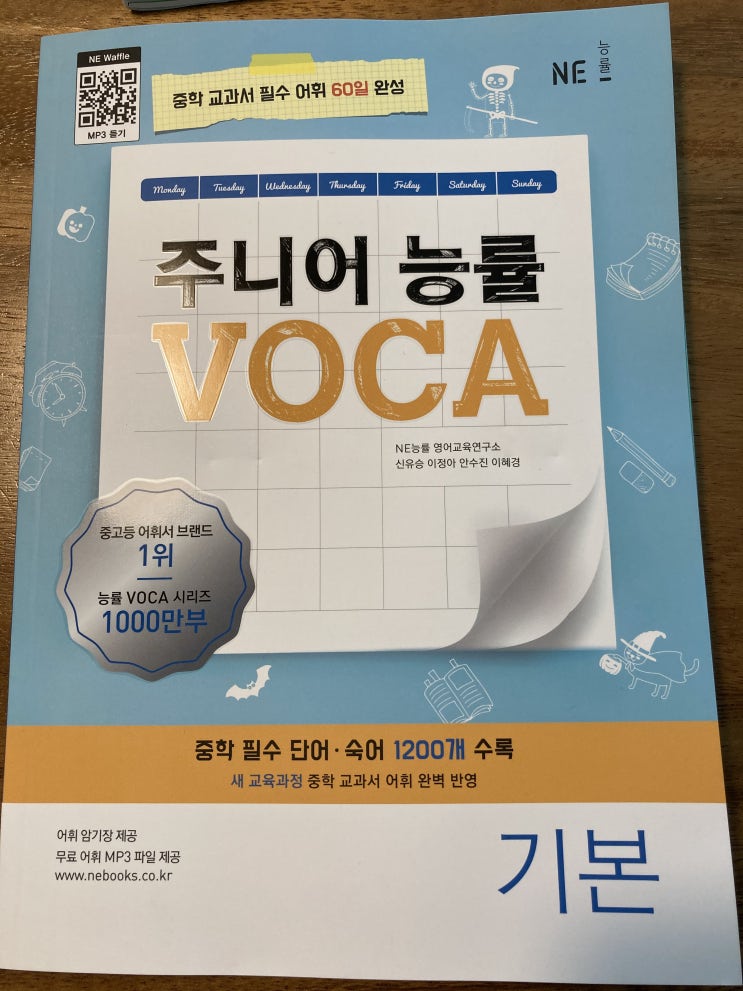 NE Waffle
MP3 듣기
중학 교과서 필수 어휘 60일 완성
NE 능률
Monday Tuesday Wednesday Thursday Friday Saturday Sunday
주니어 능률
VOCA
NE능률 영어교육연구소
신유승 이정아 안수진 이혜경
중고등 어휘서 브랜드
1위
능률 VOCA 시리즈
1000만부
중학 필수 단어·숙어 1200개 수록
새 교육과정 중학 교과서 어휘 완벽 반영
어휘 암기장 제공
무료 어휘 MP3 파일 제공
www.nebooks.co.kr
기본